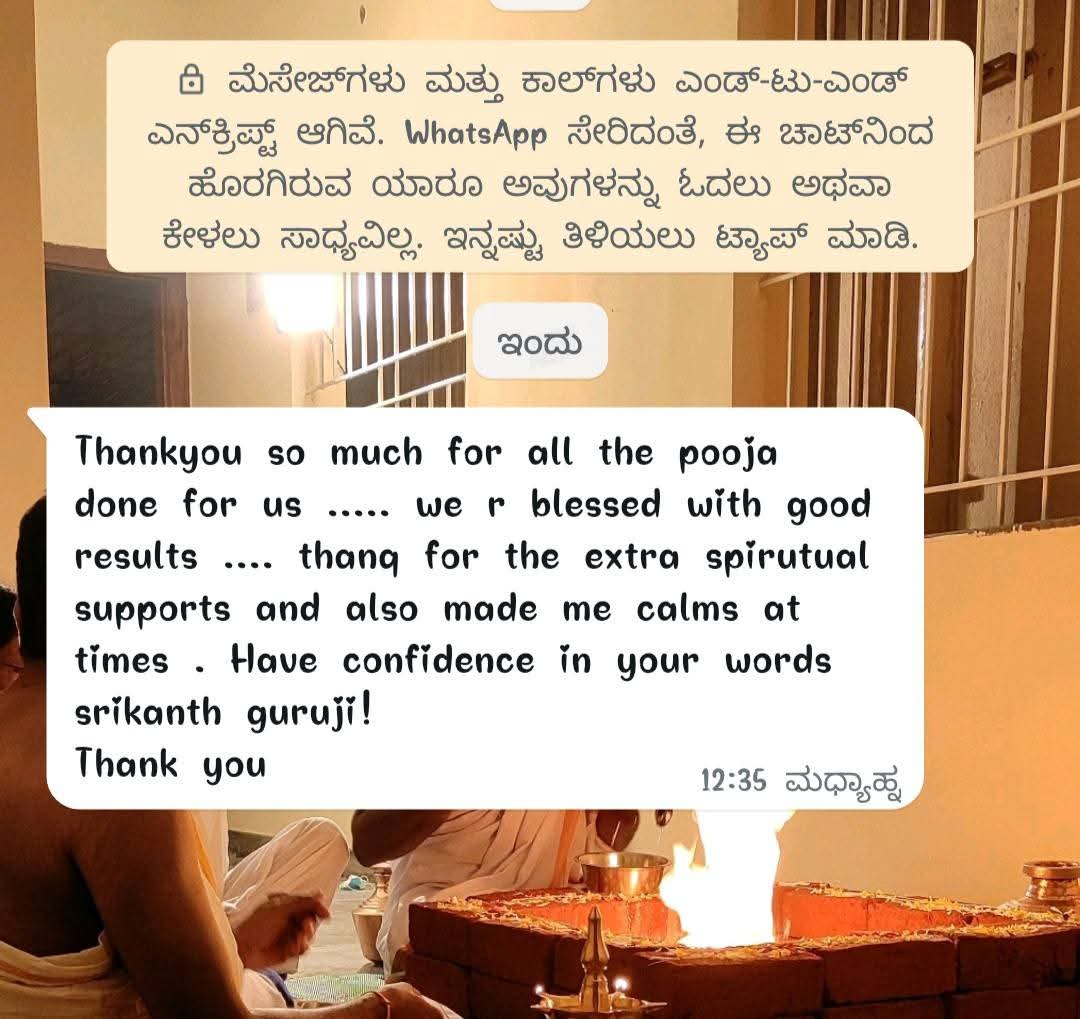 ಮೆಸೇಜ್‌ಗಳು ಮತ್ತು ಕಾಲ್‌ಗಳು ಎಂಡ್-ಟು-ಎಂಡ್
ಎನ್‌ಕ್ರಿಪ್ಟ್ ಆಗಿವೆ. WhatsApp ಸೇರಿದಂತೆ, ಈ ಚಾಟ್‌ನಿಂದ
ಹೊರಗಿರುವ ಯಾರೂ ಅವುಗಳನ್ನು ಓದಲು ಅಥವಾ
ಕೇಳಲು ಸಾಧ್ಯವಿಲ್ಲ. ಇನ್ನಷ್ಟು ತಿಳಿಯಲು ಟ್ಯಾಪ್ ಮಾಡಿ.
ಇಂದು
Thankyou so much for all the pooja
done for us ..... we r blessed with good
results .... thanq for the extra spirutual
supports and also made me calms at
times . Have confidence in your words
srikanth guruji!
Thank you
12:35 ಮಧ್ಯಾಹ್ನ